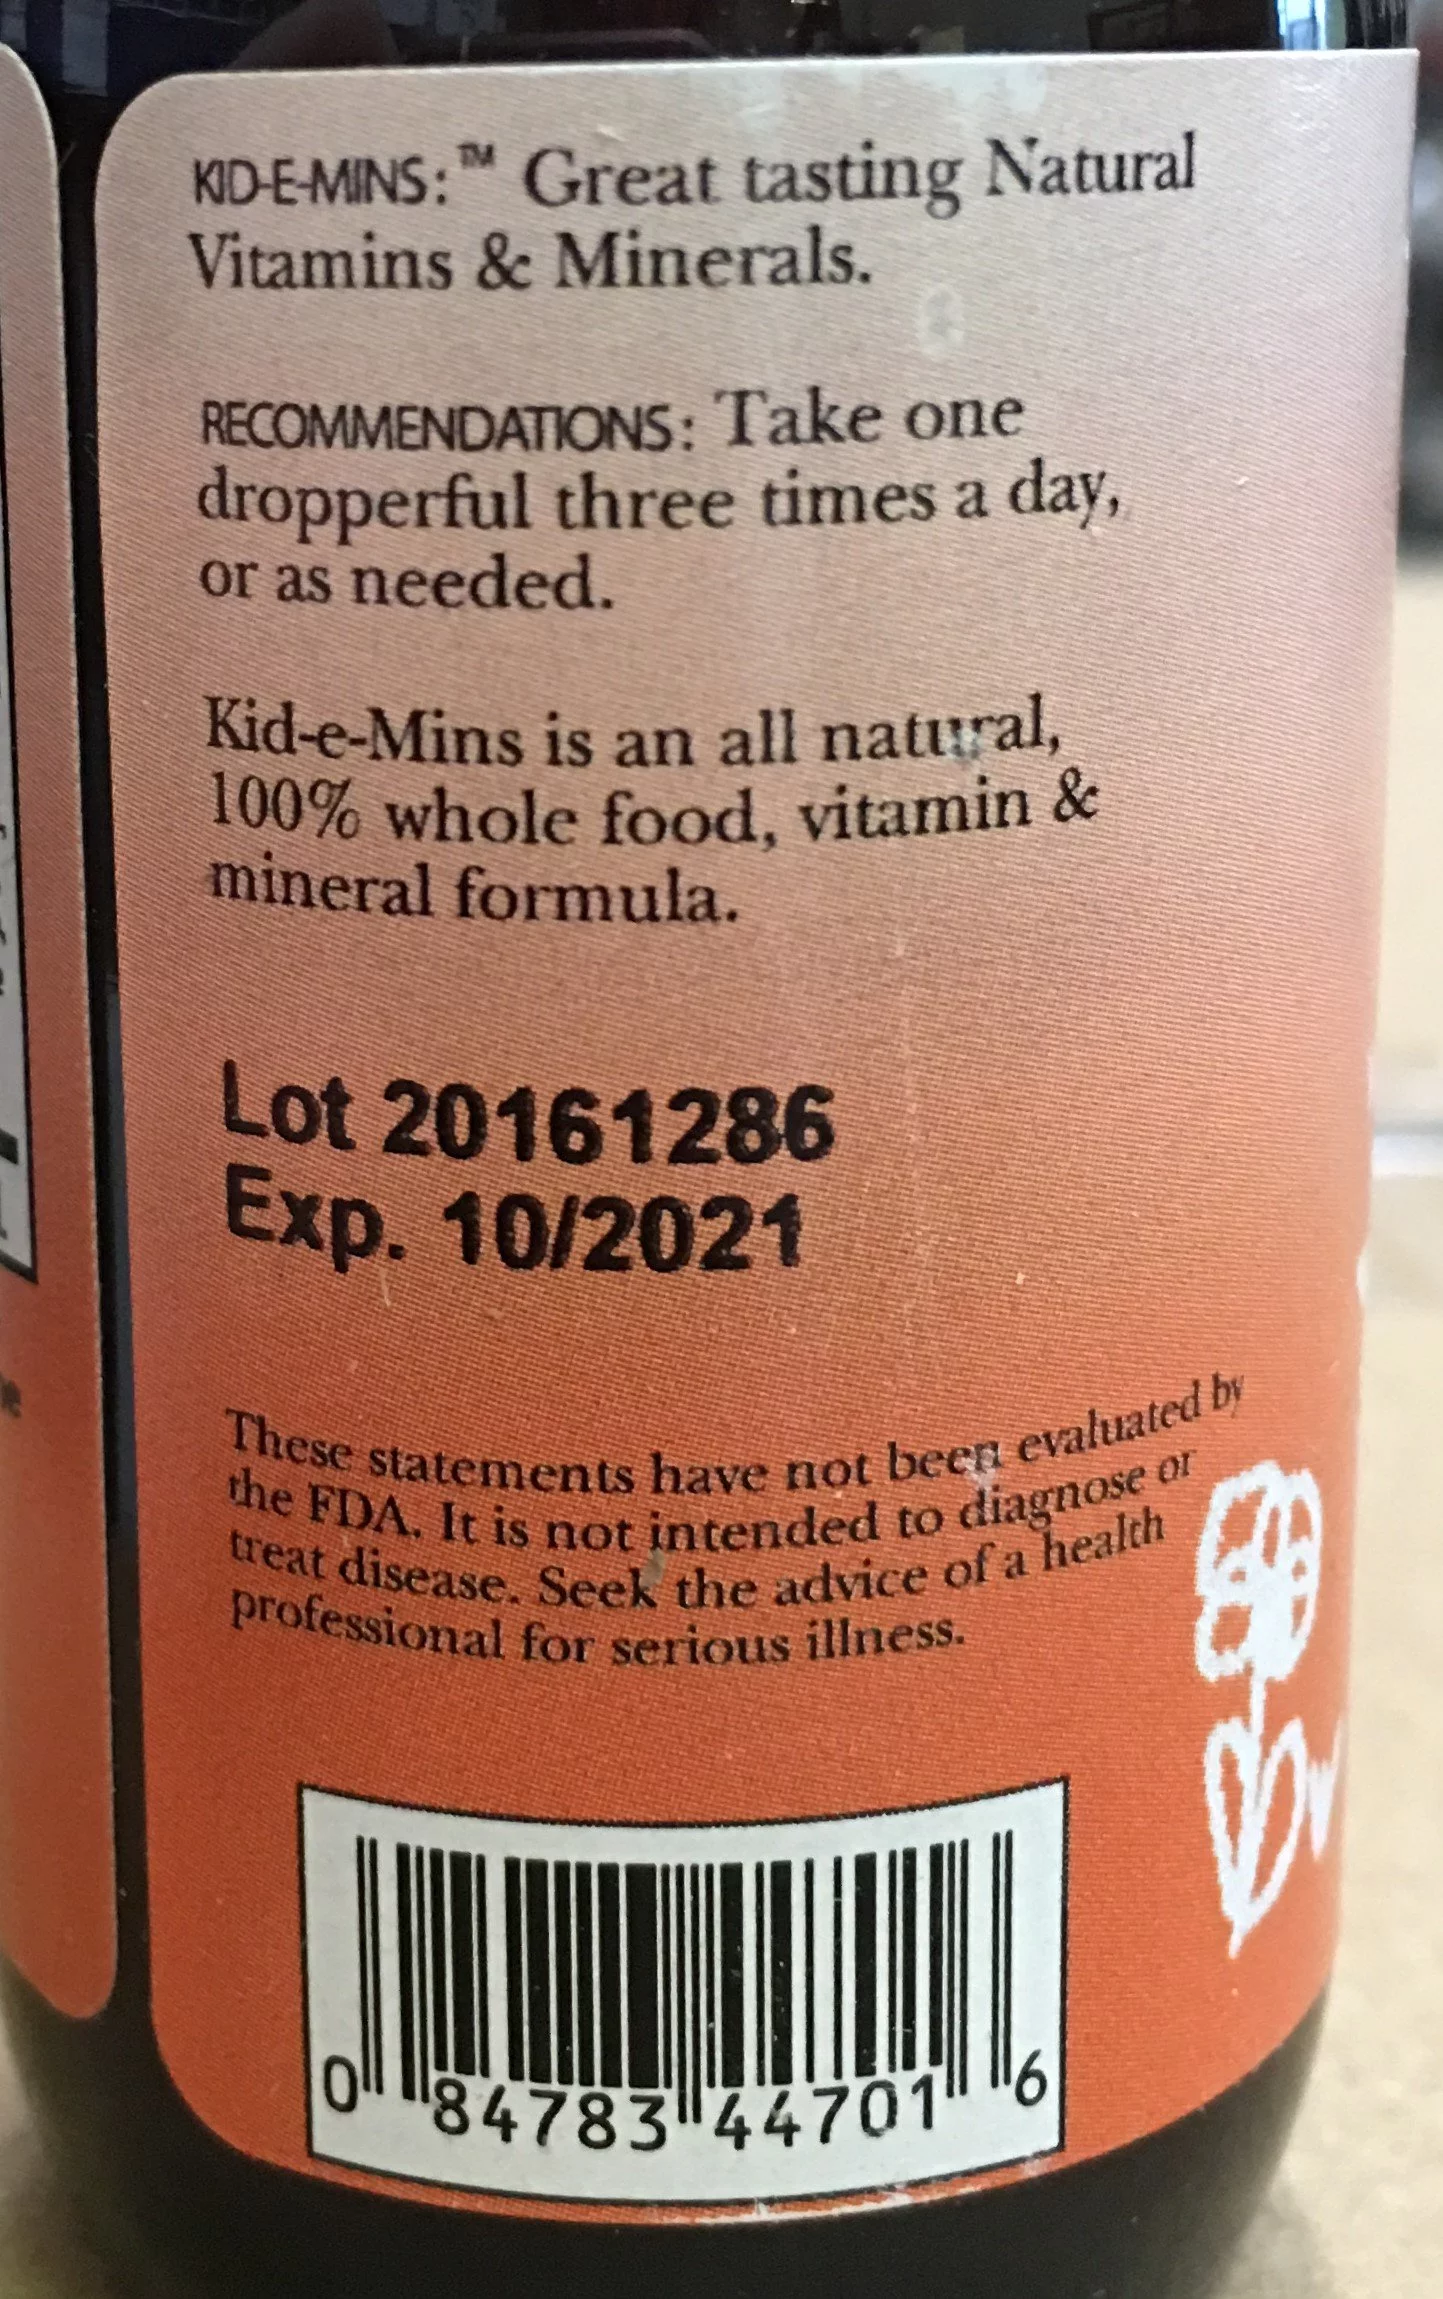 KID-E-MINS:™ Great tasting Natural
Vitamins & Minerals.
RECOMMENDATIONS: Take one
dropperful three times a day,
or as needed.
Kid-e-Mins is an all natural,
100% whole food, vitamin &
mineral formula.
Lot 20161286
Exp. 10/2021
These statements have not been evaluated by
the FDA. It is not intended to diagnose or
treat disease. Seek the advice of a health
professional for serious illness.
0 84783 44701 6